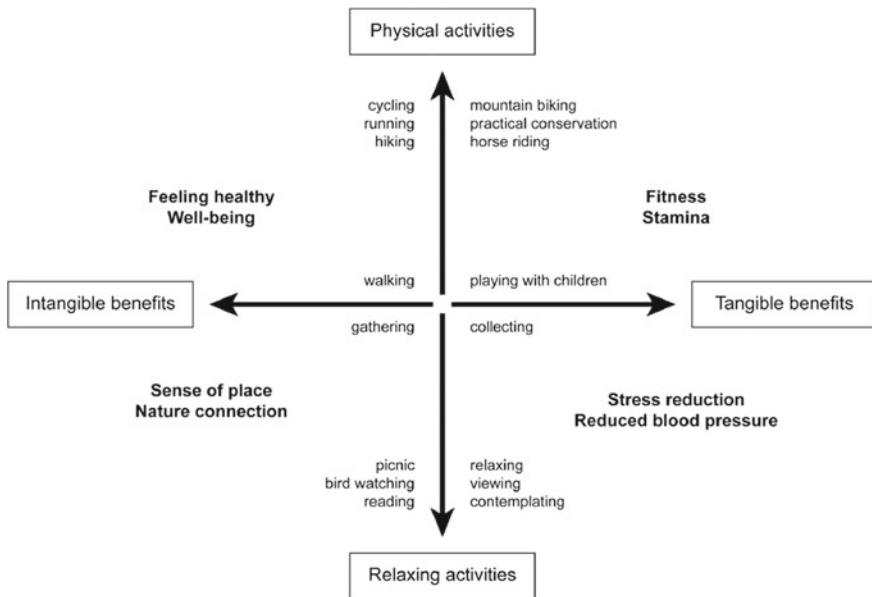 Physical activities
cycling
running
hiking
mountain biking
practical conservation
horse riding
Feeling healthy
Well-being
Fitness
Stamina
walking
playing with children
Intangible benefits
Tangible benefits
gathering
collecting
Sense of place
Nature connection
Stress reduction
Reduced blood pressure
picnic
bird watching
reading
relaxing
viewing
contemplating
Relaxing activities